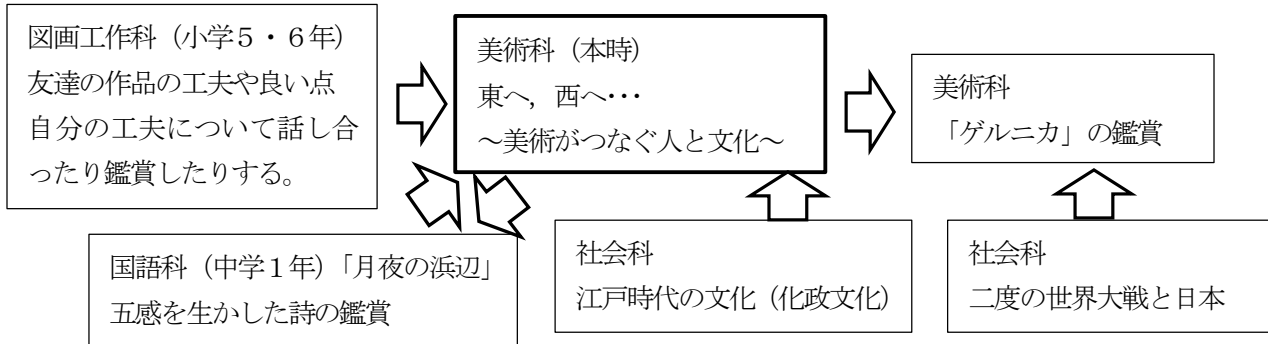 図画工作科（小学５・６年）
友達の作品の工夫や良い点
自分の工夫について話し合
ったり鑑賞したりする。
美術科（本時）
東へ，西へ・・・
～美術がつなぐ人と文化～
美術科
「ゲルニカ」の鑑賞
国語科（中学１年）「月夜の浜辺」
五感を生かした詩の鑑賞
社会科
江戸時代の文化（化政文化）
社会科
二度の世界大戦と日本